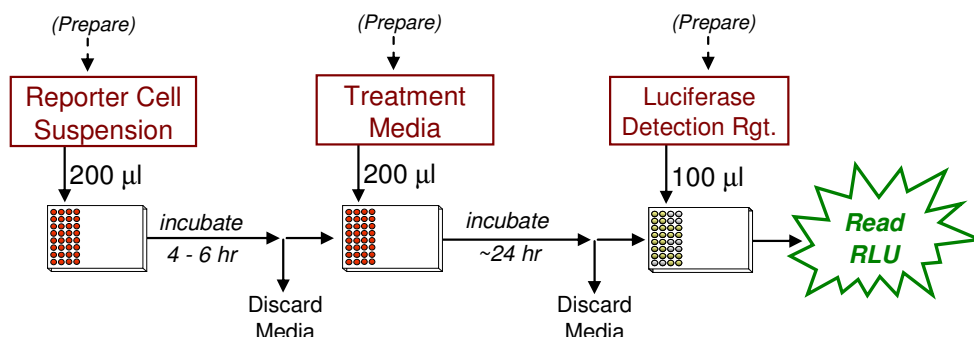 (Prepare)
(Prepare)
(Prepare)
Reporter Cell
Suspension
Treatment
Media
Luciferase
Detection Rgt.
200 µl
200 µl
100 µl
incubate
4 - 6 hr
incubate
~24 hr
Read
RLU
Discard
Media
Discard
Media